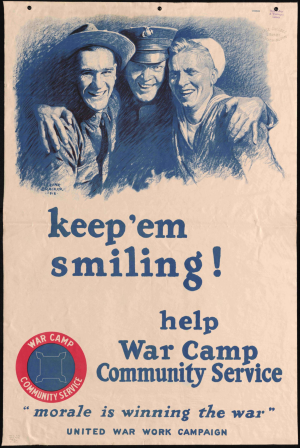 keep 'em
smiling!
help
War Camp
Community Service
WAR CAMP
COMMUNITY SERVICE
"morale is winning the war"
UNITED WAR WORK CAMPAIGN